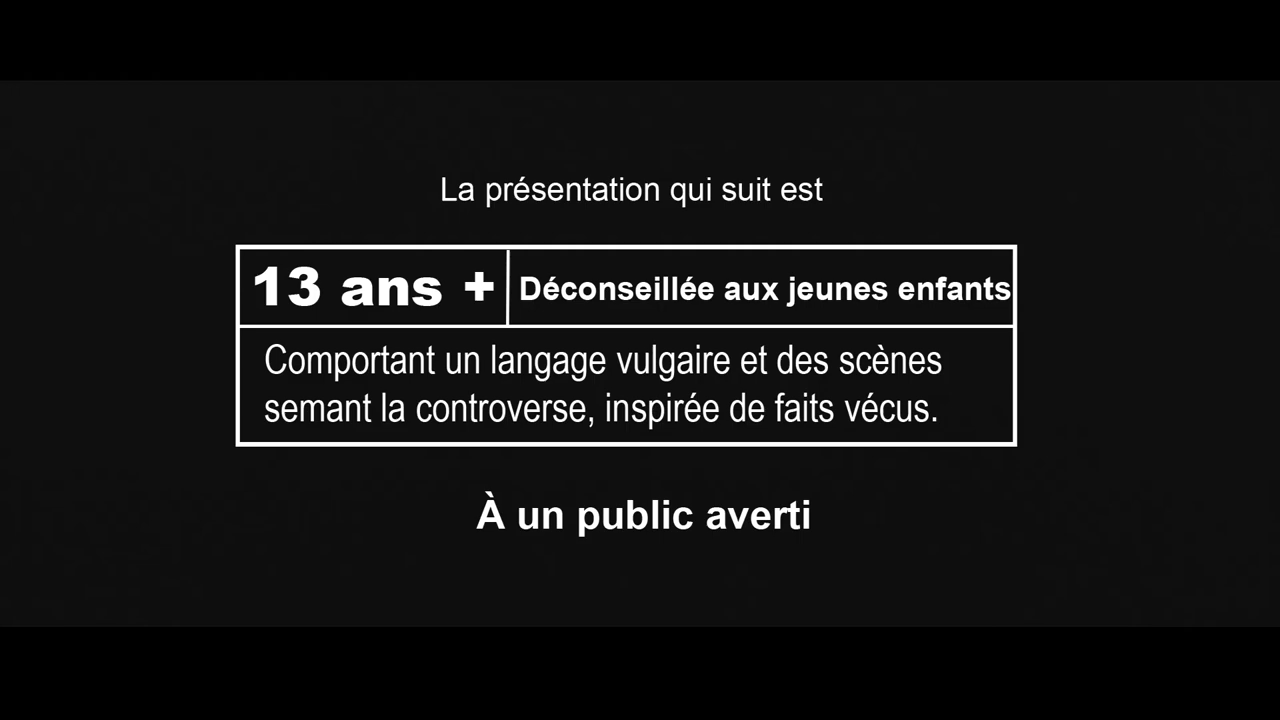 La présentation qui suit est
13 ans + Déconseillée aux jeunes enfants
Comportant un langage vulgaire et des scènes
semant la controverse, inspirée de faits vécus.
À un public averti